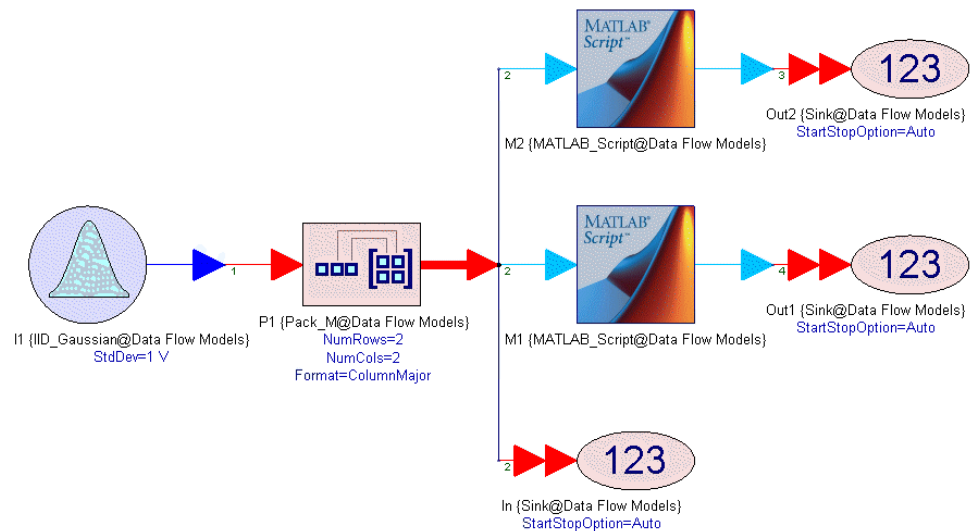 MATLAB®
Script™
2
3
123
Out2 {Sink@Data Flow Models}
StartStopOption=Auto
M2 {MATLAB_Script@Data Flow Models}
MATLAB®
Script™
1
2
4
123
Out1 {Sink@Data Flow Models}
StartStopOption=Auto
I1 {IID_Gaussian@Data Flow Models}
StdDev=1 V
P1 {Pack_M@Data Flow Models}
NumRows=2
NumCols=2
Format=ColumnMajor
M1 {MATLAB_Script@Data Flow Models}
2
123
In {Sink@Data Flow Models}
StartStopOption=Auto